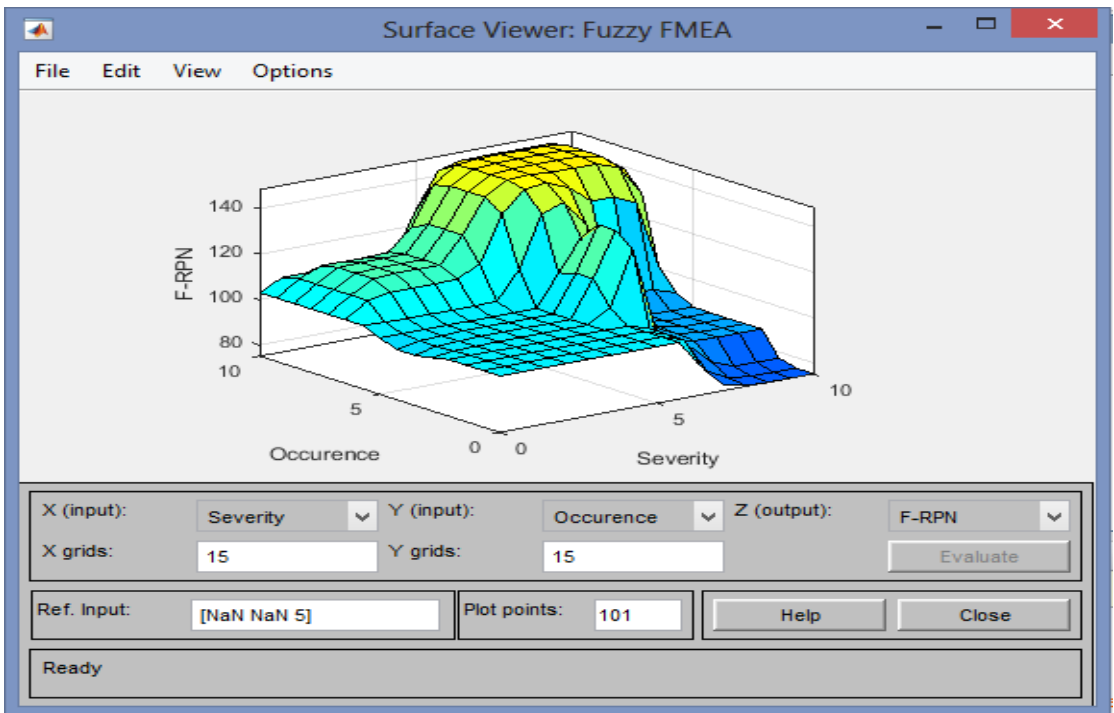 Surface Viewer: Fuzzy FMEA
File Edit View Options
F-RPN
140
120
100
80
10
5
0
Occurence
0
5
10
Severity
X (input): Severity Y (input): Occurence Z (output): F-RPN
X grids: 15 Y grids: 15 Evaluate
Ref. Input: [NaN NaN 5] Plot points: 101 Help Close
Ready